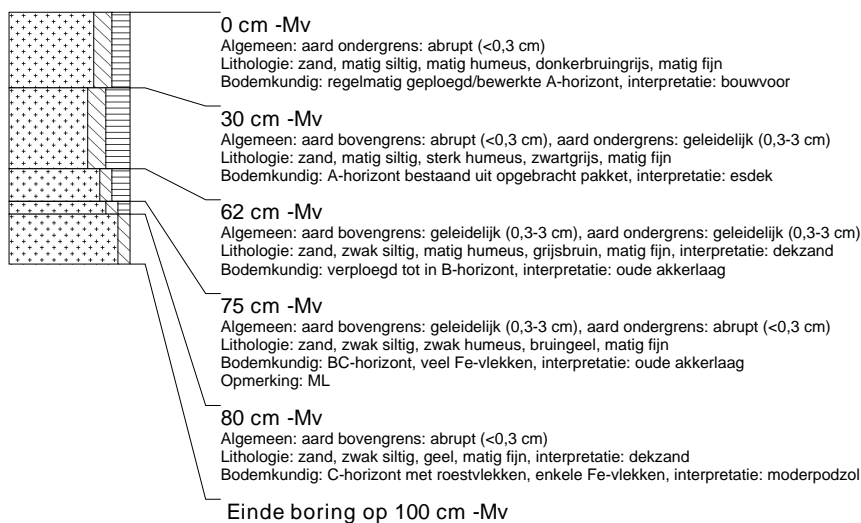 0 cm -Mv
Algemeen: aard ondergrens: abrupt (<0,3 cm)
Lithologie: zand, matig siltig, matig humeus, donkerbruingrijs, matig fijn
Bodemkundig: regelmatig geploegd/bewerkte A-horizont, interpretatie: bouwvoor
30 cm -Mv
Algemeen: aard bovengrens: abrupt (<0,3 cm), aard ondergrens: geleidelijk (0,3-3 cm)
Lithologie: zand, matig siltig, sterk humeus, zwartgrijs, matig fijn
Bodemkundig: A-horizont bestaand uit opgebracht pakket, interpretatie: esdek
62 cm -Mv
Algemeen: aard bovengrens: geleidelijk (0,3-3 cm), aard ondergrens: geleidelijk (0,3-3 cm)
Lithologie: zand, zwak siltig, matig humeus, grijsbruin, matig fijn, interpretatie: dekzand
Bodemkundig: verploegd tot in B-horizont, interpretatie: oude akkerlaag
75 cm -Mv
Algemeen: aard bovengrens: geleidelijk (0,3-3 cm), aard ondergrens: abrupt (<0,3 cm)
Lithologie: zand, zwak siltig, zwak humeus, bruingeel, matig fijn
Bodemkundig: BC-horizont, veel Fe-vlekken, interpretatie: oude akkerlaag
Opmerking: ML
80 cm -Mv
Algemeen: aard bovengrens: abrupt (<0,3 cm)
Lithologie: zand, zwak siltig, geel, matig fijn, interpretatie: dekzand
Bodemkundig: C-horizont met roestvlekken, enkele Fe-vlekken, interpretatie: moderpodzol
Einde boring op 100 cm -Mv